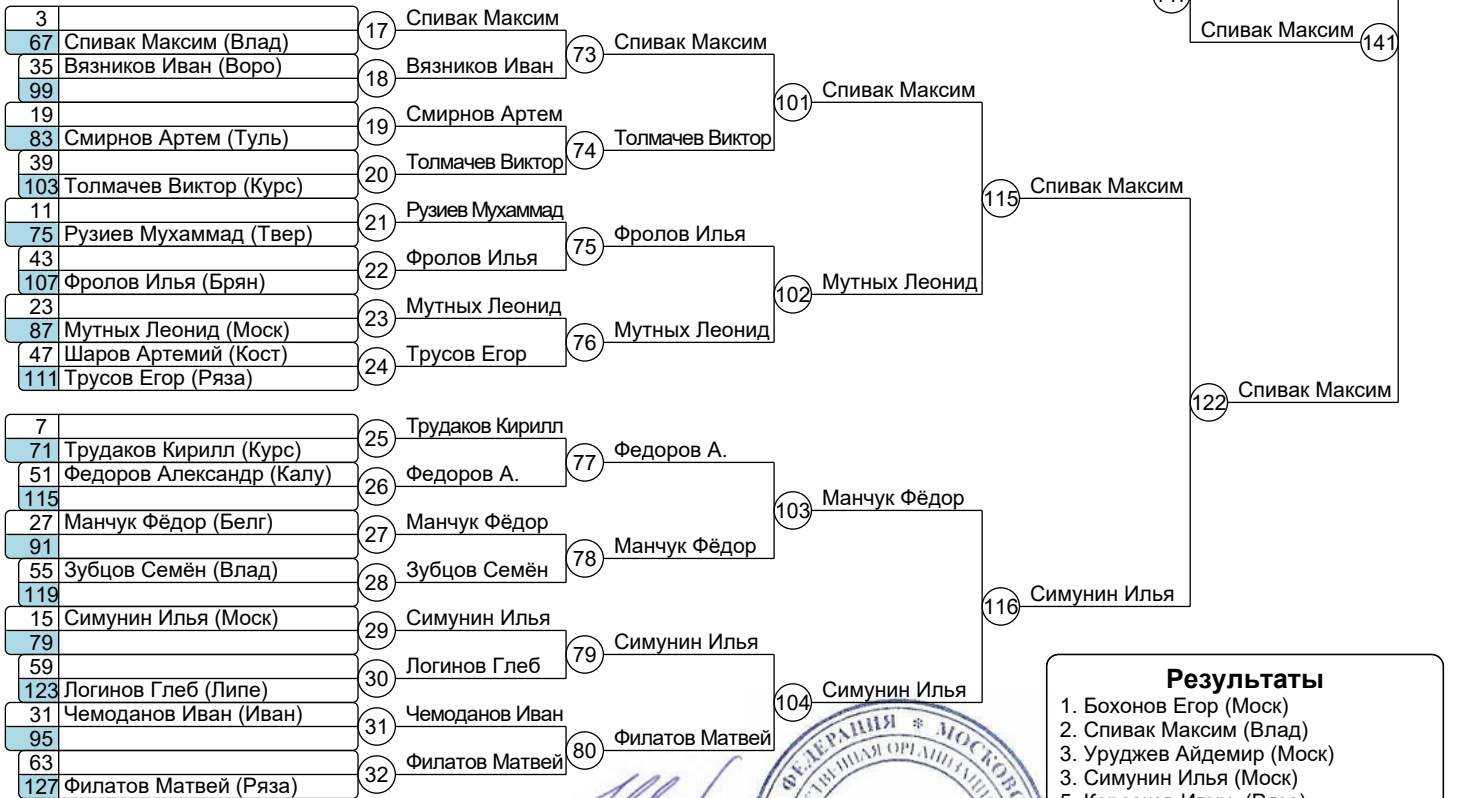 Спивак Максим 141
3
67 Спивак Максим (Влад)
17 Спивак Максим
35 Вязников Иван (Воро)
99
18 Вязников Иван
73 Спивак Максим
19
83 Смирнов Артем (Туль)
19 Смирнов Артем
39
103 Толмачев Виктор (Курс)
20 Толмачев Виктор
74 Толмачев Виктор
101 Спивак Максим
11
75 Рузиев Мухаммад (Твер)
21 Рузиев Мухаммад
43
107 Фролов Илья (Брян)
22 Фролов Илья
75 Фролов Илья
23
87 Мутных Леонид (Моск)
23 Мутных Леонид
47 Шаров Артемий (Кост)
111 Трусов Егор (Ряза)
24 Трусов Егор
76 Мутных Леонид
102 Мутных Леонид
115 Спивак Максим
7
71 Трудаков Кирилл (Курс)
25 Трудаков Кирилл
51 Федоров Александр (Калу)
115
26 Федоров А.
77 Федоров А.
27 Манчук Фёдор (Белг)
91
27 Манчук Фёдор
55 Зубцов Семён (Влад)
119
28 Зубцов Семён
78 Манчук Фёдор
103 Манчук Фёдор
15 Симунин Илья (Моск)
79
29 Симунин Илья
59
123 Логинов Глеб (Липе)
30 Логинов Глеб
79 Симунин Илья
31 Чемоданов Иван (Иван)
95
31 Чемоданов Иван
63
127 Филатов Матвей (Ряза)
32 Филатов Матвей
80 Филатов Матвей
104 Симунин Илья
116 Симунин Илья
122 Спивак Максим
Результаты
1. Бохонов Егор (Моск)
2. Спивак Максим (Влад)
3. Уруджев Айдемир (Моск)
3. Симунин Илья (Моск)